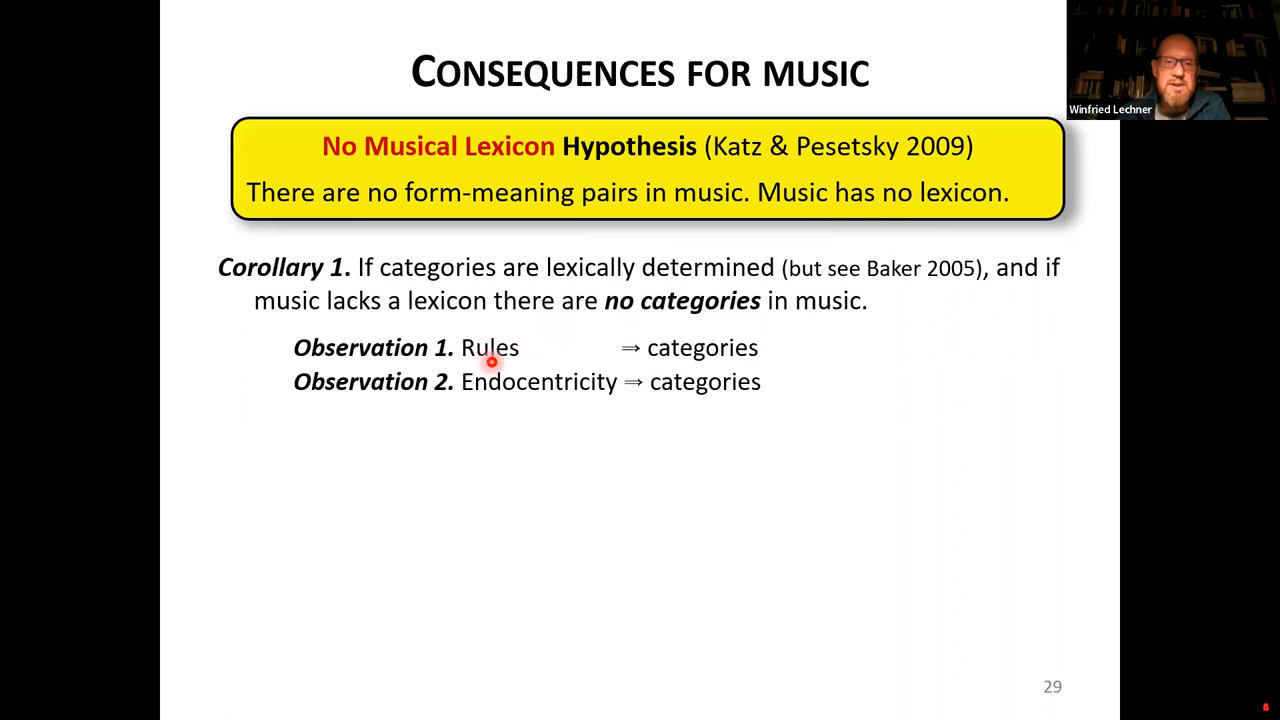 CONSEQUENCES FOR MUSIC
Winfried Lechner
No Musical Lexicon Hypothesis (Katz & Pesetsky 2009)
There are no form-meaning pairs in music. Music has no lexicon.
Corollary 1. If categories are lexically determined (but see Baker 2005), and if
music lacks a lexicon there are no categories in music.
Observation 1. Rules ⇒ categories
Observation 2. Endocentricity ⇒ categories
29